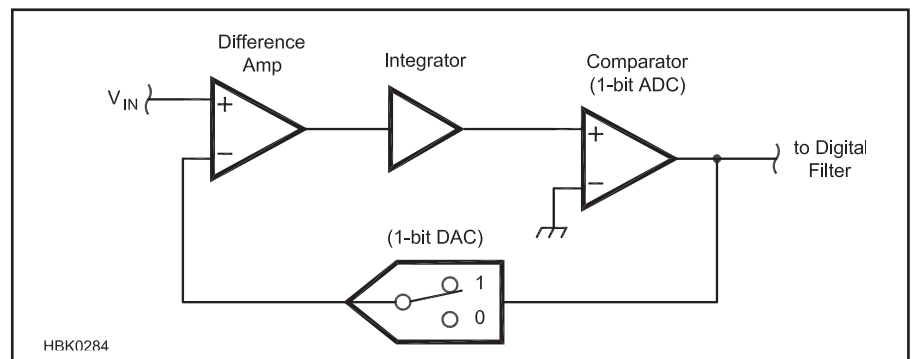 Difference
Amp
Integrator
Comparator
(1-bit ADC)
V IN
+
−
+
−
to Digital
Filter
(1-bit DAC)
1
0
HBK0284